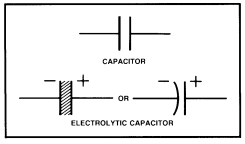 CAPACITOR
− + OR − +
ELECTROLYTIC CAPACITOR